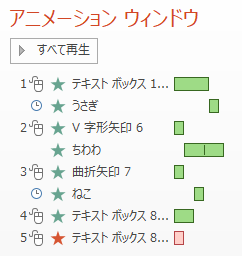 アニメーション ウィンドウ
すべて再生
1 テキスト ボックス 1...
うさぎ
2 V 字形矢印 6
ちわわ
3 曲折矢印 7
ねこ
4 テキスト ボックス 8...
5 テキスト ボックス 8...